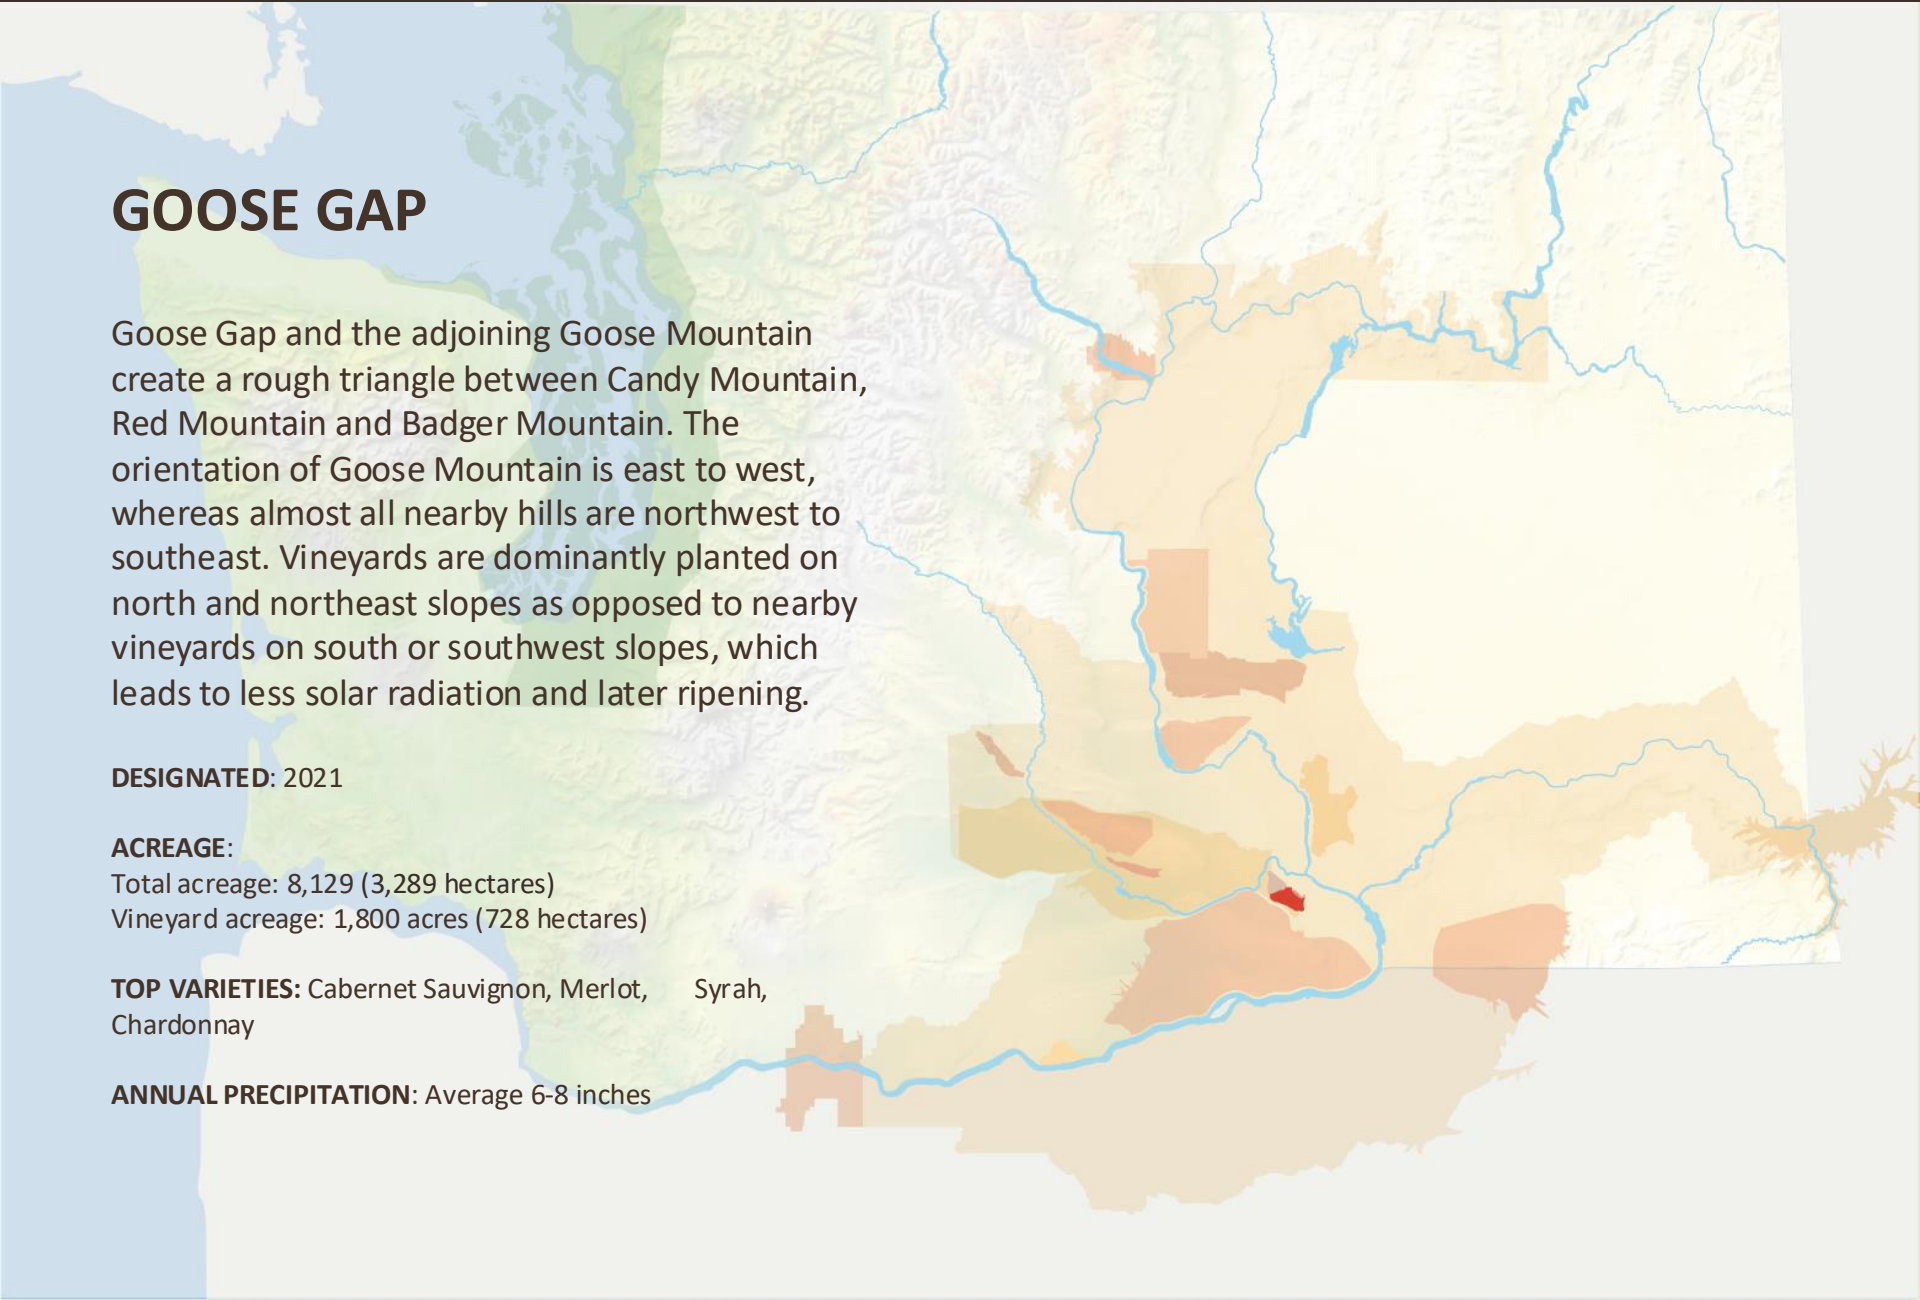 GOOSE GAP
Goose Gap and the adjoining Goose Mountain
create a rough triangle between Candy Mountain,
Red Mountain and Badger Mountain. The
orientation of Goose Mountain is east to west,
whereas almost all nearby hills are northwest to
southeast. Vineyards are dominantly planted on
north and northeast slopes as opposed to nearby
vineyards on south or southwest slopes, which
leads to less solar radiation and later ripening.
DESIGNATED: 2021
ACREAGE:
Total acreage: 8,129 (3,289 hectares)
Vineyard acreage: 1,800 acres (728 hectares)
TOP VARIETIES: Cabernet Sauvignon, Merlot, Syrah,
Chardonnay
ANNUAL PRECIPITATION: Average 6-8 inches